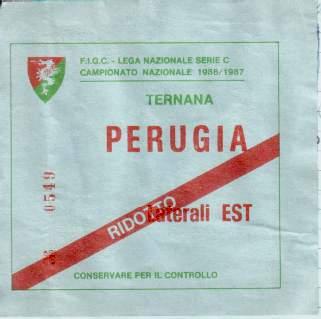 F.I.G.C. - LEGA NAZIONALE SERIE C
CAMPIONATO NAZIONALE 1986/1987
TERNANA
PERUGIA
0549
RIDOTTO
Laterali EST
CONSERVARE PER IL CONTROLLO